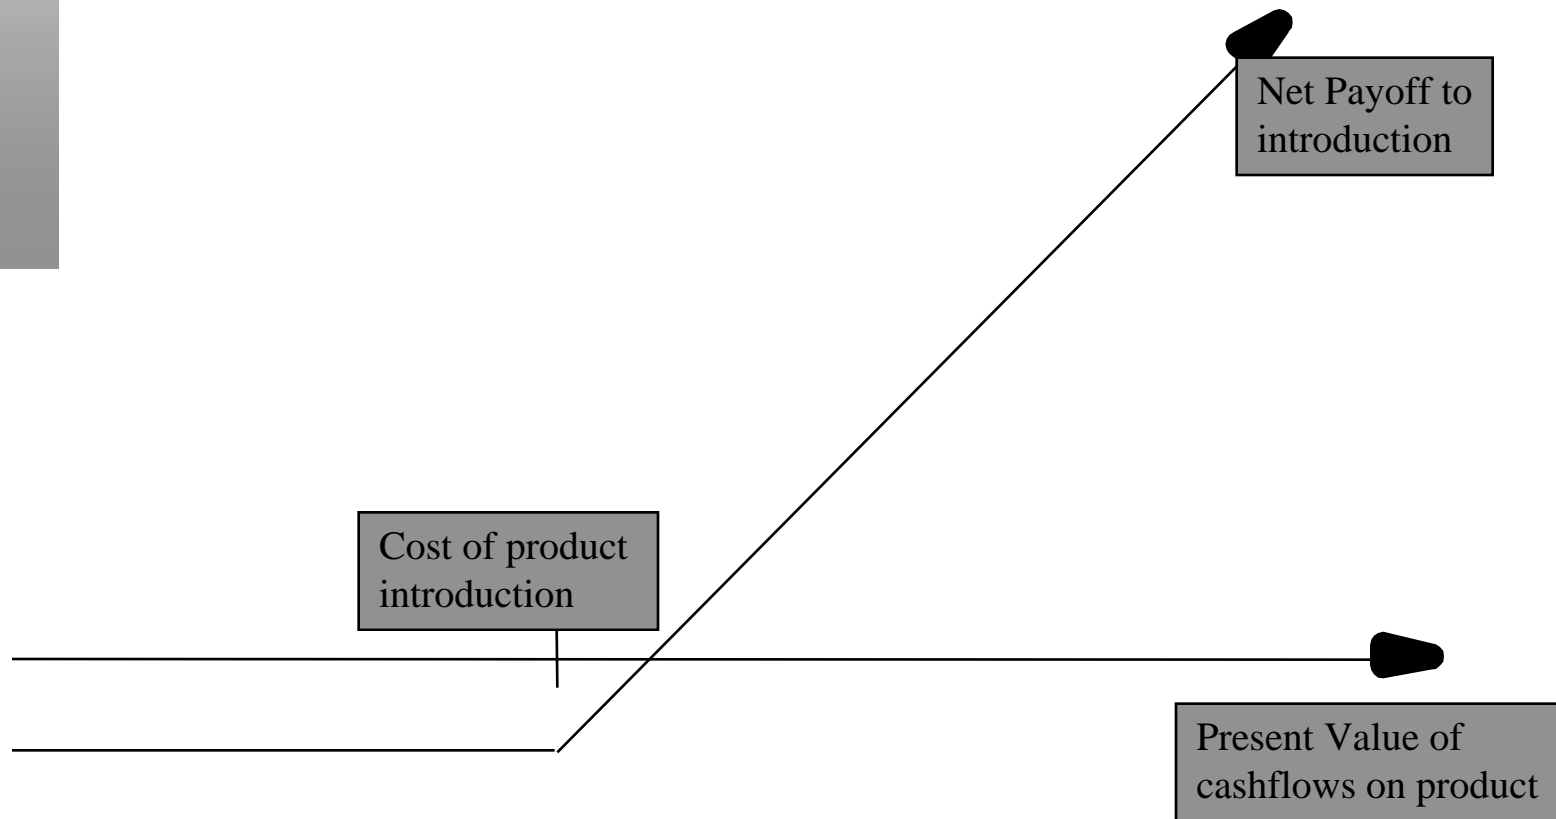 Net Payoff to
introduction
Cost of product
introduction
Present Value of
cashflows on product